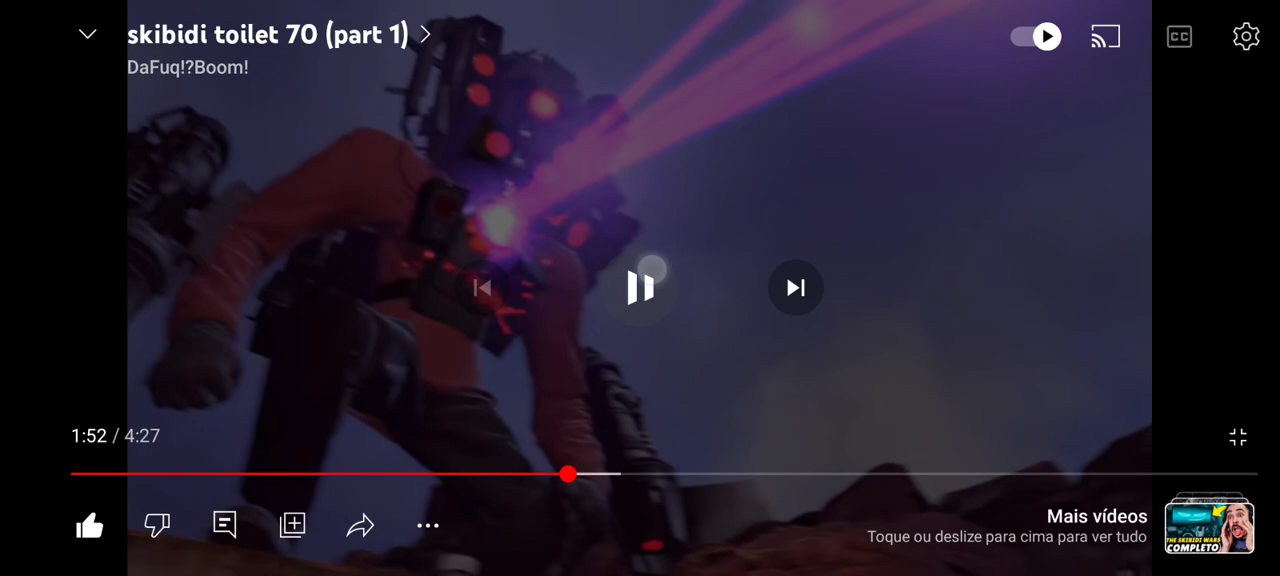 skibidi toilet 70 (part 1)
DaFuq!?Boom!
CC
1:52 / 4:27
Mais vídeos
Toque ou deslize para cima para ver tudo
THE SKIBIDI WARS
COMPLETO